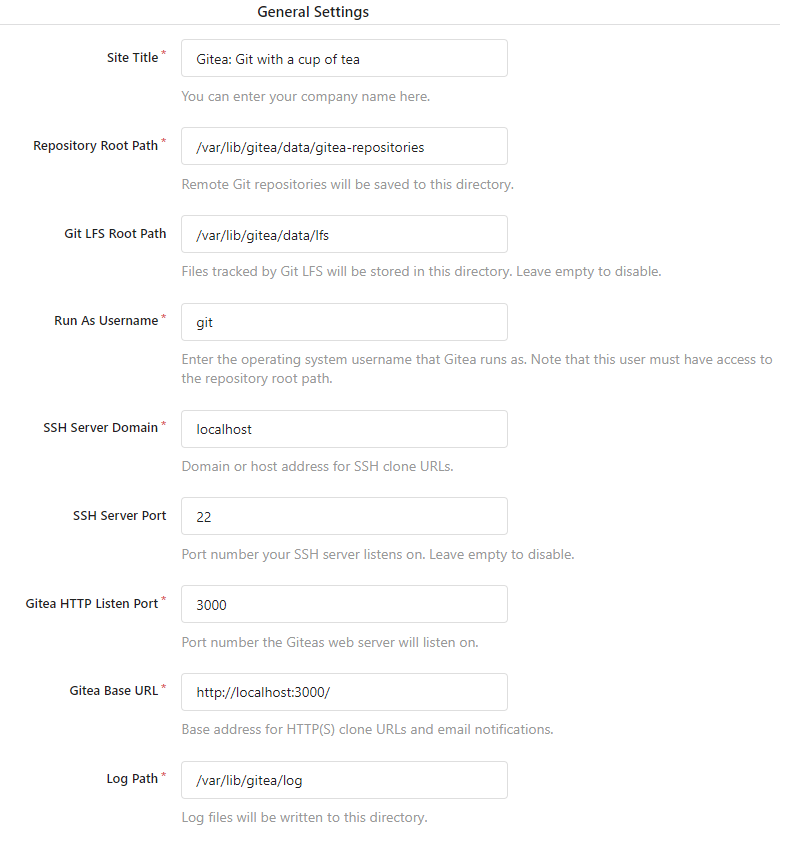 General Settings
Site Title *
Gitea: Git with a cup of tea
You can enter your company name here.
Repository Root Path *
/var/lib/gitea/data/gitea-repositories
Remote Git repositories will be saved to this directory.
Git LFS Root Path
/var/lib/gitea/data/lfs
Files tracked by Git LFS will be stored in this directory. Leave empty to disable.
Run As Username *
git
Enter the operating system username that Gitea runs as. Note that this user must have access to
the repository root path.
SSH Server Domain *
localhost
Domain or host address for SSH clone URLs.
SSH Server Port
22
Port number your SSH server listens on. Leave empty to disable.
Gitea HTTP Listen Port *
3000
Port number the Giteas web server will listen on.
Gitea Base URL *
http://localhost:3000/
Base address for HTTP(S) clone URLs and email notifications.
Log Path *
/var/lib/gitea/log
Log files will be written to this directory.